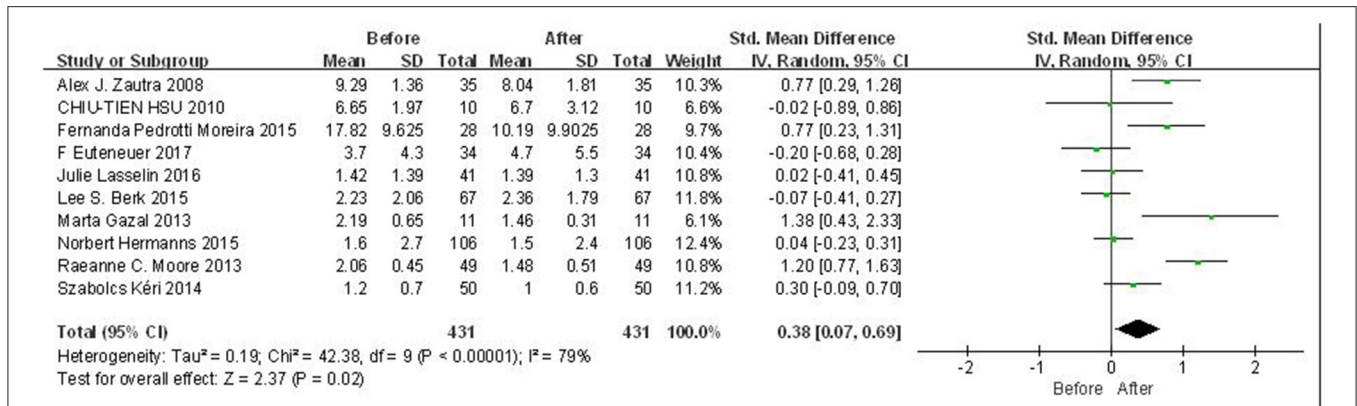 Before After Std. Mean Difference Std. Mean Difference
Study or Subgroup Mean SD Total Mean SD Total Weight IV, Random, 95% CI IV, Random, 95% CI
Alex J. Zautra 2008 9.29 1.36 35 8.04 1.81 35 10.3% 0.77 [0.29, 1.26]
CHIU-TIEN HSU 2010 6.65 1.97 10 6.7 3.12 10 6.6% -0.02 [-0.89, 0.86]
Fernanda Pedrotti Moreira 2015 17.82 9.625 28 10.19 9.9025 28 9.7% 0.77 [0.23, 1.31]
F Euteneuer 2017 3.7 4.3 34 4.7 5.5 34 10.4% -0.20 [-0.68, 0.28]
Julie Lasselin 2016 1.42 1.39 41 1.39 1.3 41 10.8% 0.02 [-0.41, 0.45]
Lee S. Berk 2015 2.23 2.06 67 2.36 1.79 67 11.8% -0.07 [-0.41, 0.27]
Marta Gazal 2013 2.19 0.65 11 1.46 0.31 11 6.1% 1.38 [0.43, 2.33]
Norbert Hermanns 2015 1.6 2.7 106 1.5 2.4 106 12.4% 0.04 [-0.23, 0.31]
Raeanne C. Moore 2013 2.06 0.45 49 1.48 0.51 49 10.8% 1.20 [0.77, 1.63]
Szabolcs Kéri 2014 1.2 0.7 50 1 0.6 50 11.2% 0.30 [-0.09, 0.70]
Total (95% CI) 431 431 100.0% 0.38 [0.07, 0.69]
Heterogeneity: Tau² = 0.19; Chi² = 42.38, df = 9 (P < 0.00001); I² = 79%
Test for overall effect: Z = 2.37 (P = 0.02)
-2 -1 0 1 2
Before After